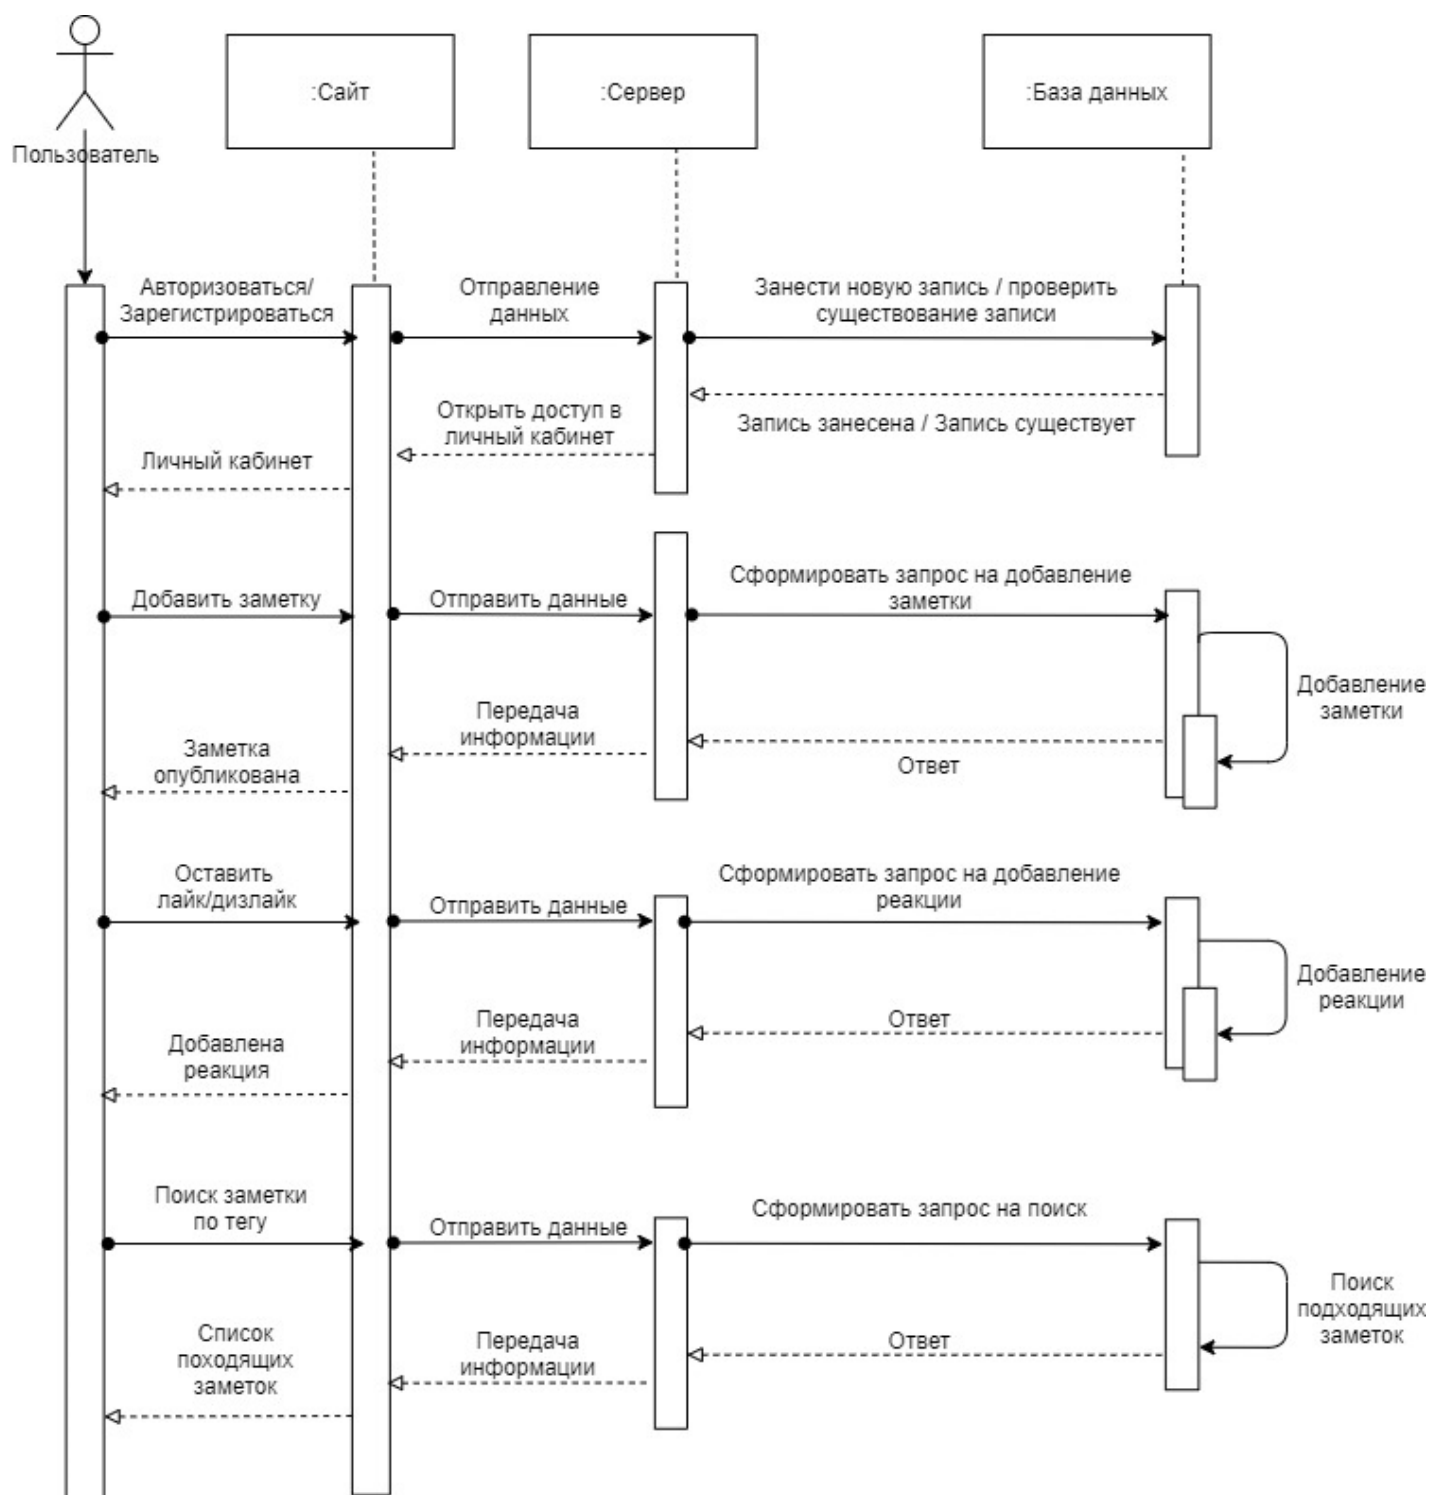 :Сайт
:Сервер
:База данных
Пользователь
Авторизоваться/
Зарегистрироваться
Отправление
данных
Занести новую запись / проверить
существование записи
Запись занесена / Запись существует
Открыть доступ в
личный кабинет
Личный кабинет
Добавить заметку
Отправить данные
Сформировать запрос на добавление
заметки
Добавление
заметки
Ответ
Передача
информации
Заметка
опубликована
Оставить
лайк/дизлайк
Отправить данные
Сформировать запрос на добавление
реакции
Добавление
реакции
Ответ
Передача
информации
Добавлена
реакция
Поиск заметки
по тегу
Отправить данные
Сформировать запрос на поиск
Поиск
подходящих
заметок
Ответ
Передача
информации
Список
походящих
заметок